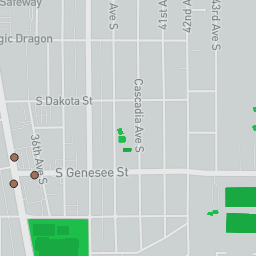 Safeway
Ave S
41st A
42nd A
43rd Ave S
gic Dragon
S Dakota St
Cascadia Ave S
36th Ave S
S Genesee St